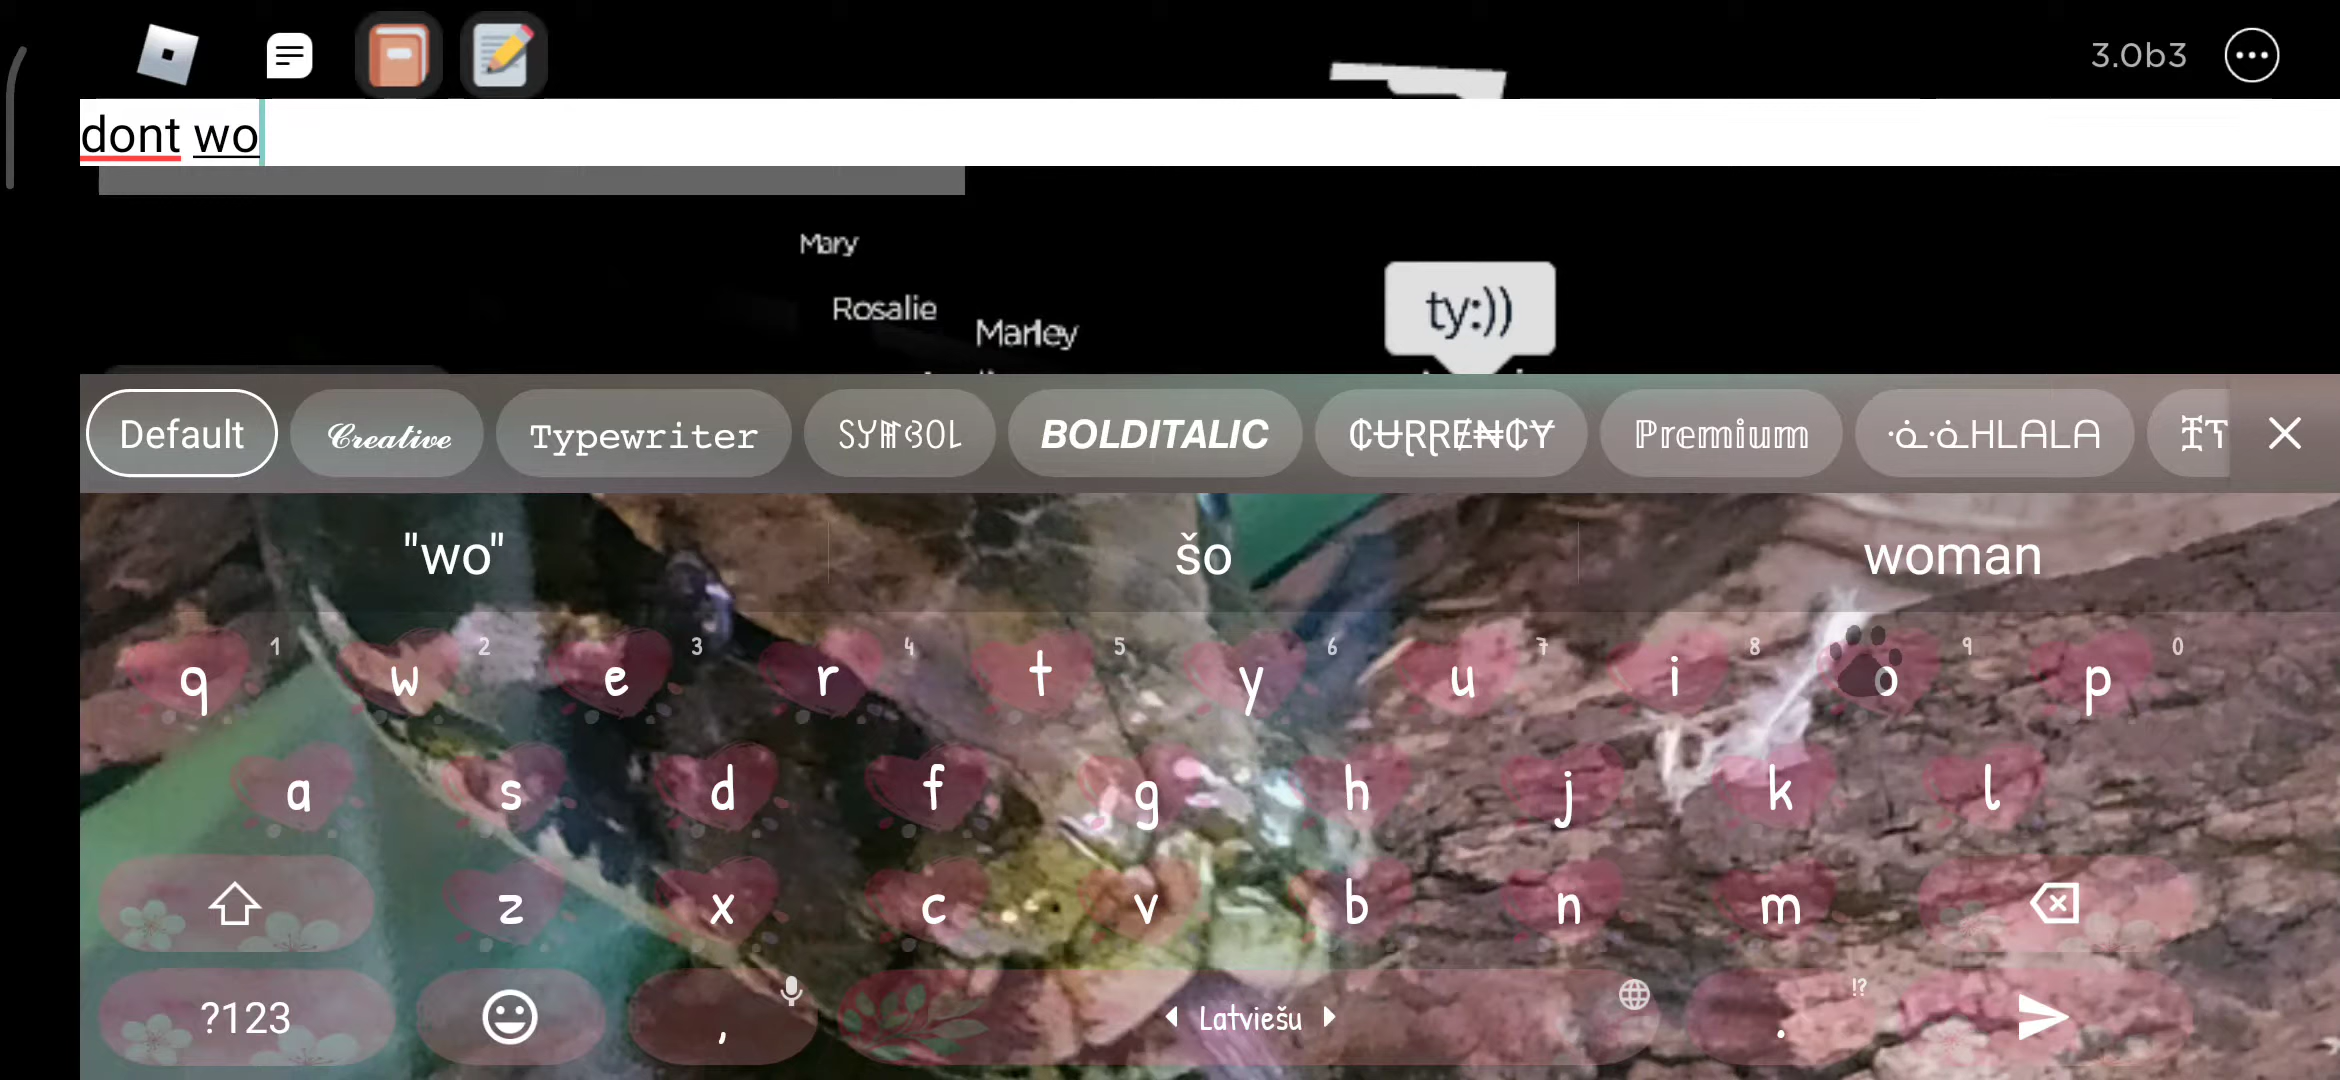 3.0b3
dont wo
Mary
Rosalie
Marley
ty:))
Default Creative Typewriter BOLDITALIC Premium
"wo" šo woman
1 2 3 4 5 6 7 8 9 0
q w e r t y u i o p
a s d f g h j k l
z x c v b n m
!?
?123 , Latviešu .